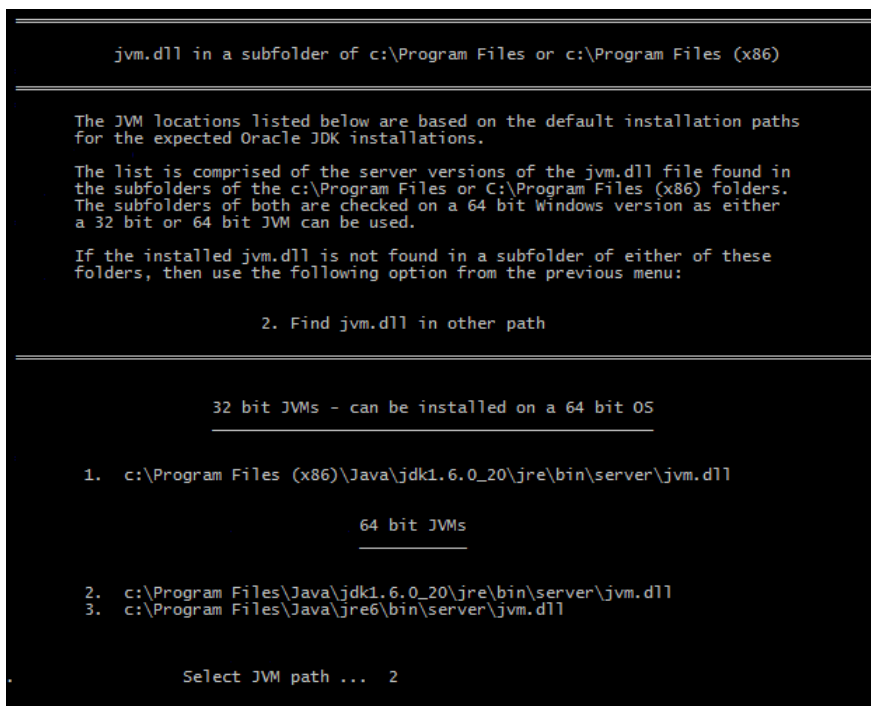 jvm.dll in a subfolder of c:\Program Files or c:\Program Files (x86)
The JVM locations listed below are based on the default installation paths
for the expected Oracle JDK installations.
The list is comprised of the server versions of the jvm.dll file found in
the subfolders of the c:\Program Files or C:\Program Files (x86) folders.
The subfolders of both are checked on a 64 bit Windows version as either
a 32 bit or 64 bit JVM can be used.
If the installed jvm.dll is not found in a subfolder of either of these
folders, then use the following option from the previous menu:
2. Find jvm.dll in other path
32 bit JVMs - can be installed on a 64 bit OS
1. c:\Program Files (x86)\Java\jdk1.6.0_20\jre\bin\server\jvm.dll
64 bit JVMs
2. c:\Program Files\Java\jdk1.6.0_20\jre\bin\server\jvm.dll
3. c:\Program Files\Java\jre6\bin\server\jvm.dll
. Select JVM path ... 2